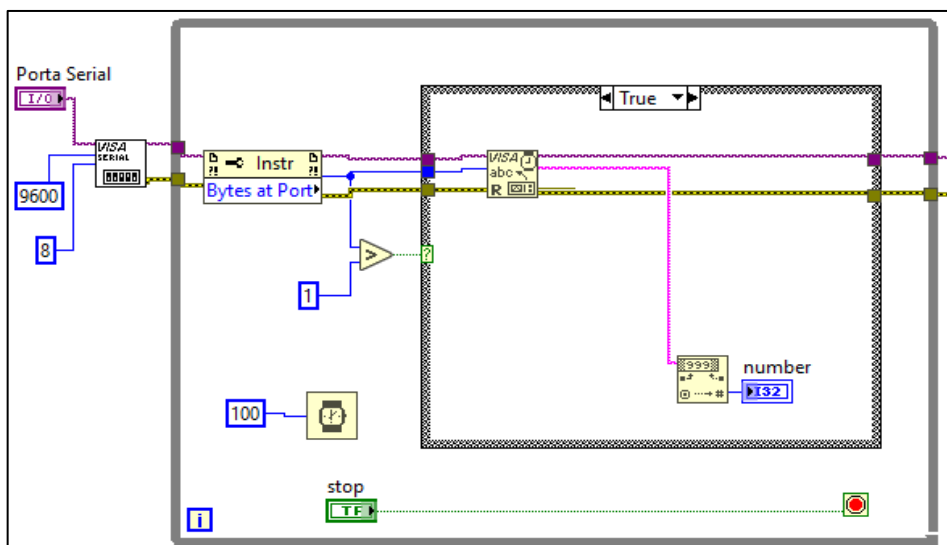 Porta Serial
I/O
VISA
SERIAL
9600
8
Instr
Bytes at Port
>
1
True
VISA
abc
R
?
999
#
number
I32
100
stop
TF
i